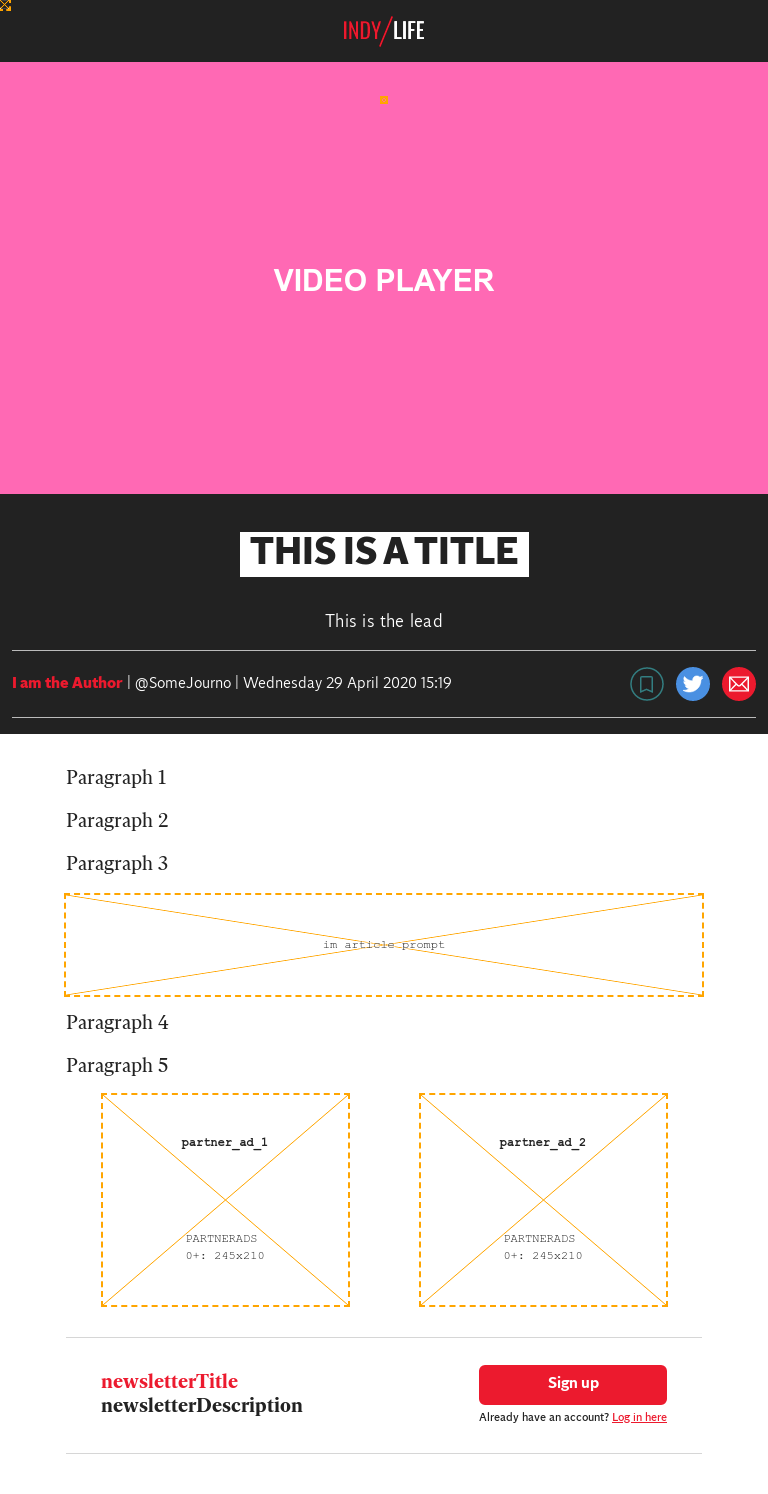 INDY/LIFE
VIDEO PLAYER
THIS IS A TITLE
This is the lead
I am the Author | @SomeJourno | Wednesday 29 April 2020 15:19
Paragraph 1
Paragraph 2
Paragraph 3
im article prompt
Paragraph 4
Paragraph 5
partner_ad_1
PARTNERADS
0+: 245x210
partner_ad_2
PARTNERADS
0+: 245x210
newsletterTitle
newsletterDescription
Sign up
Already have an account? Log in here